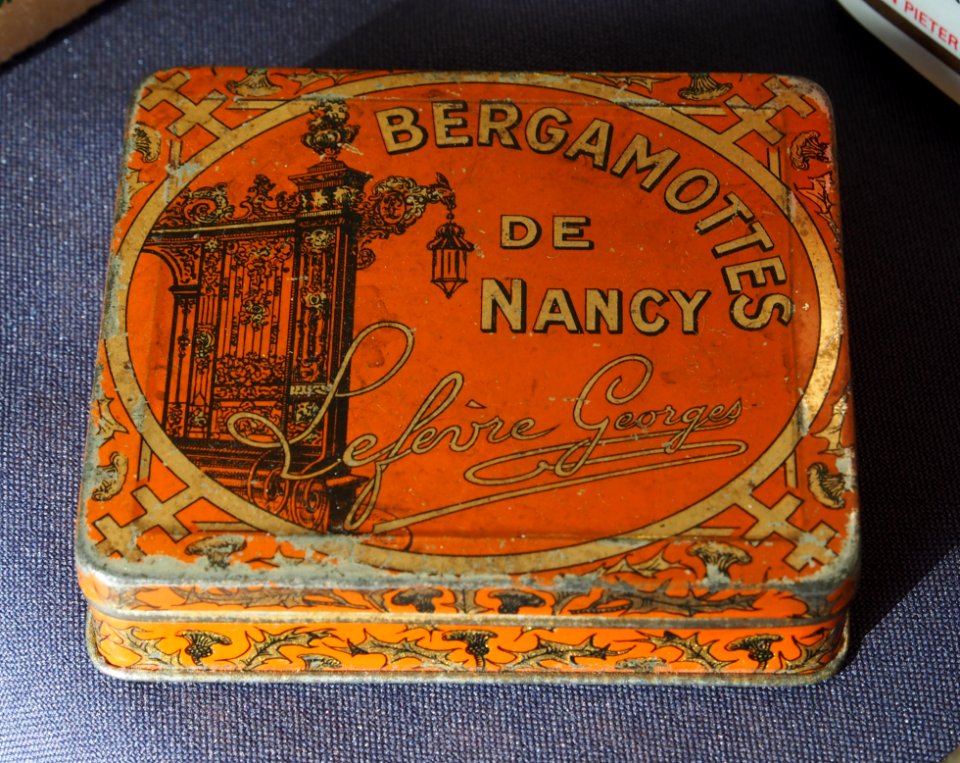 BERGAMOTTES
DE
NANCY
Lefèvre Georges
PIETER